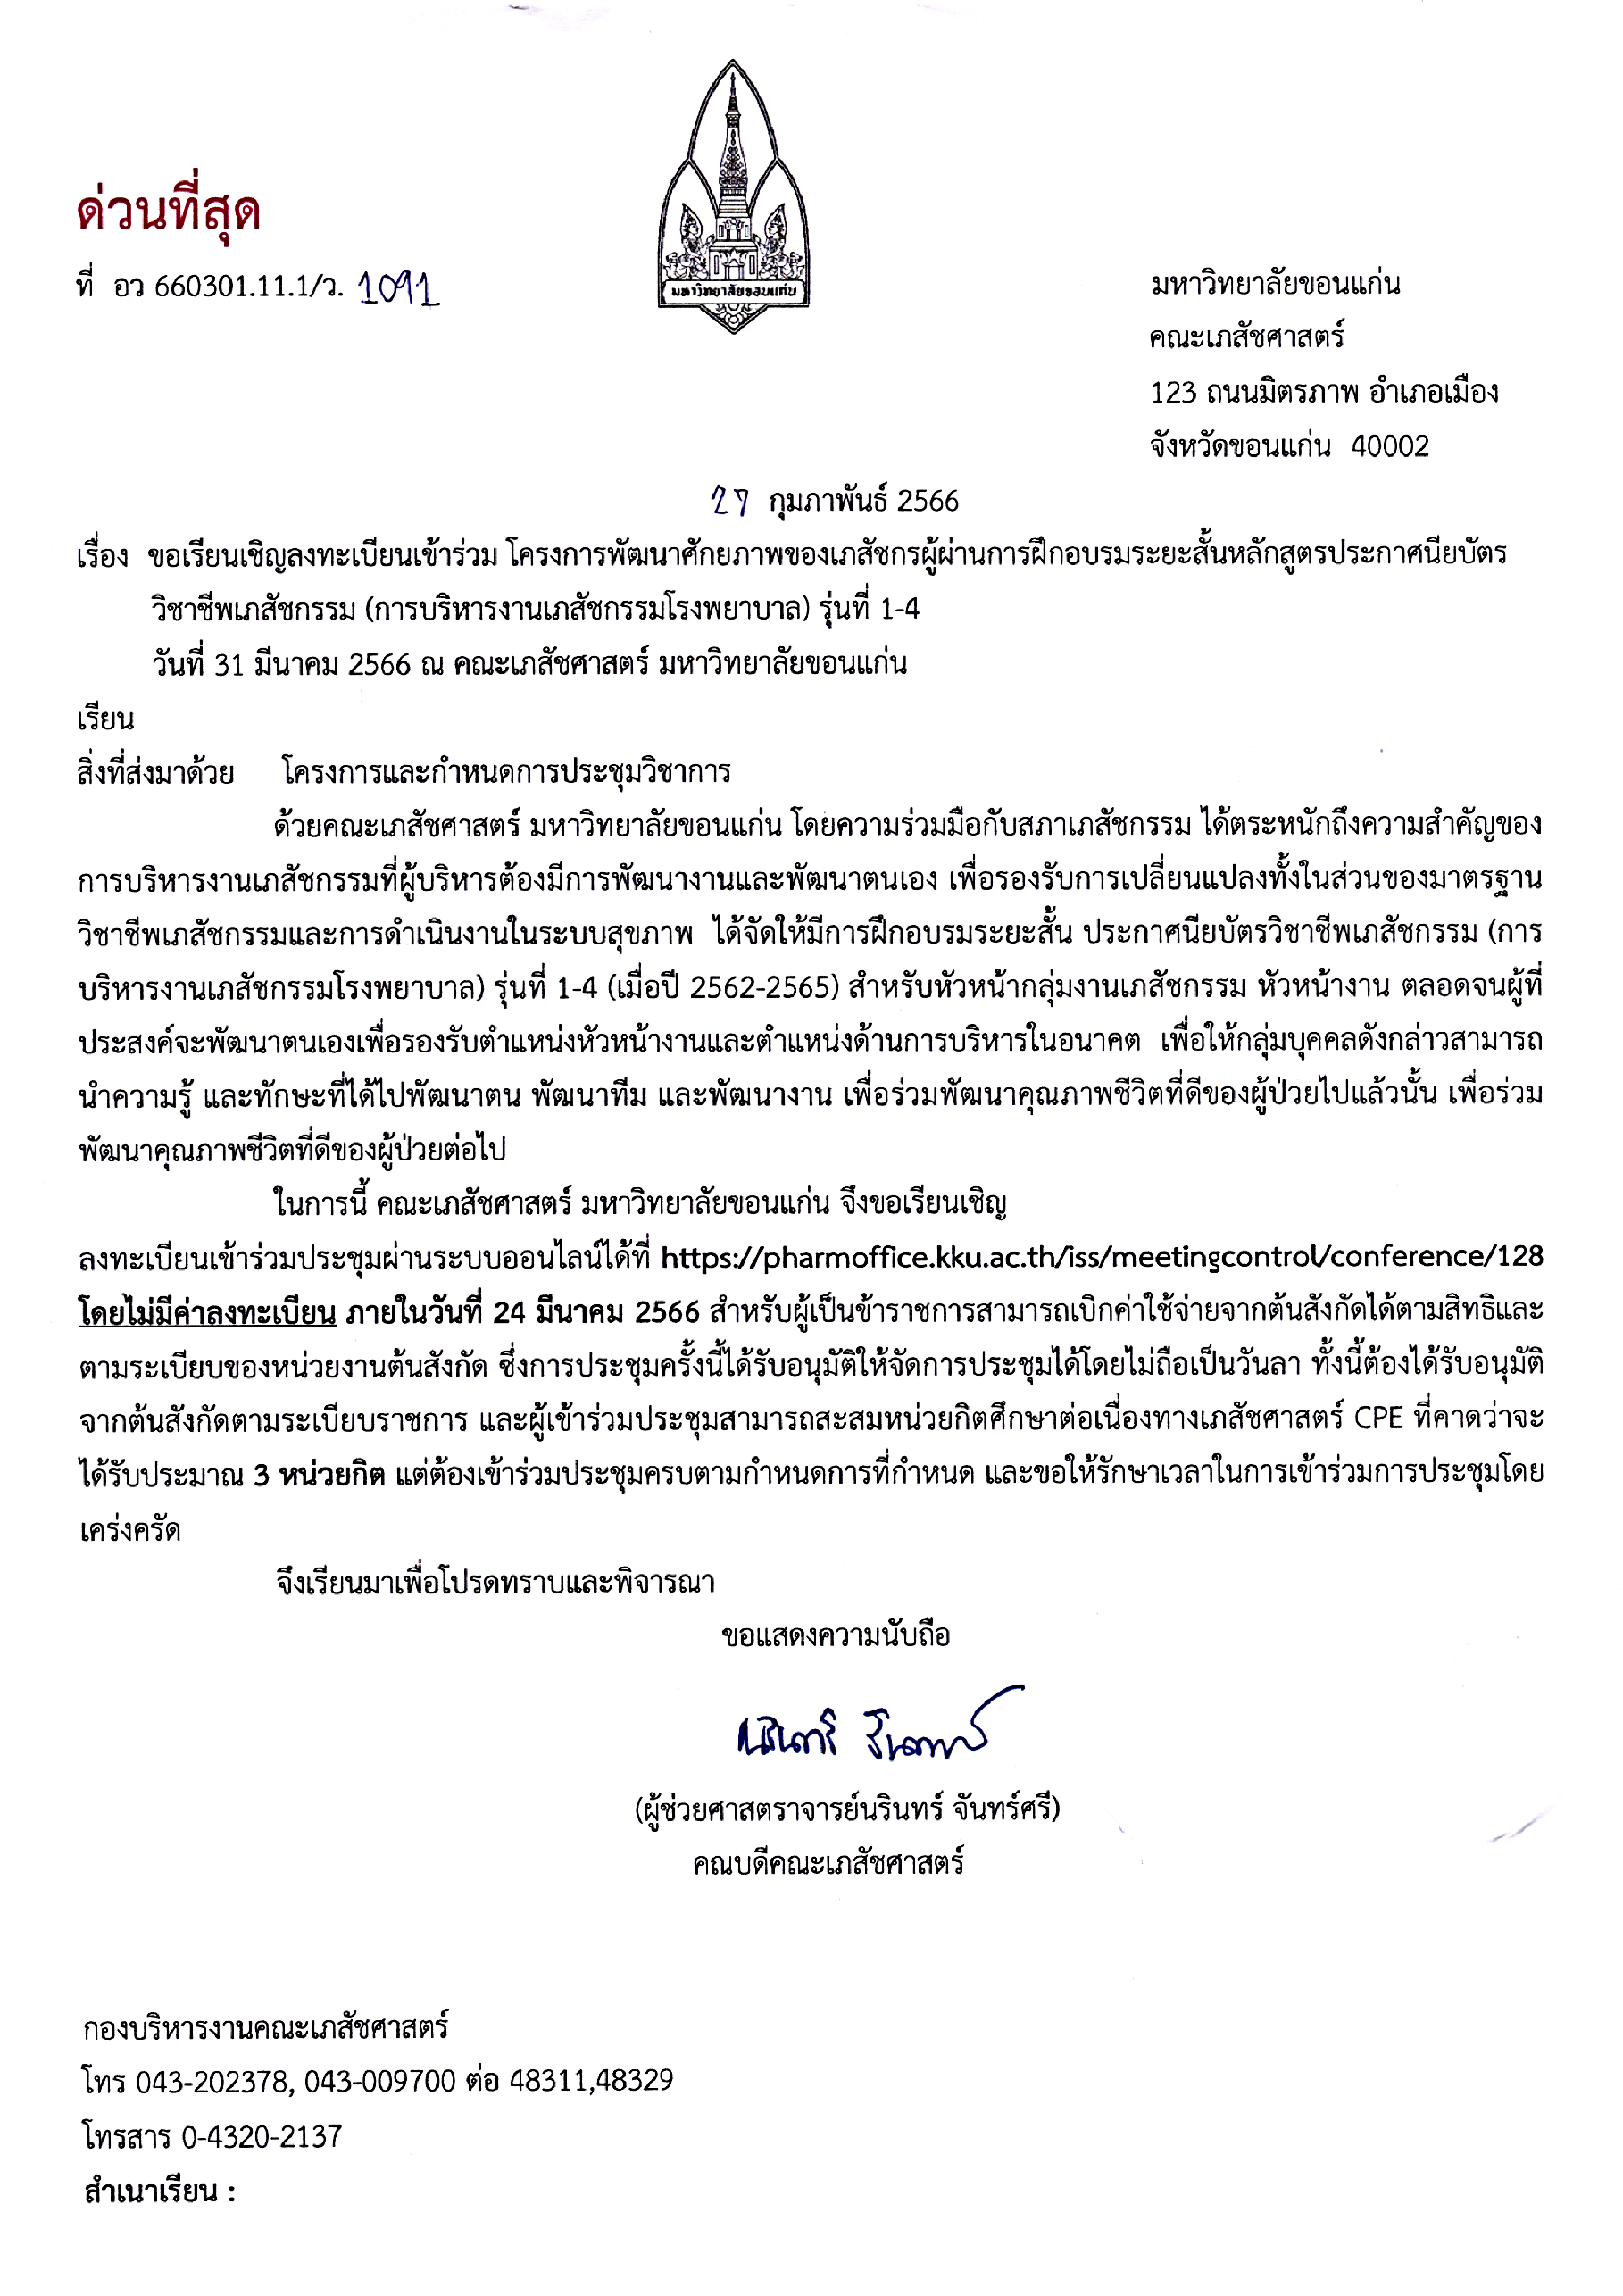 มหาวิทยาลัยขอนแก่น
ด่วนที่สุด
ที่ อว 660301.11.1/ว. 1091
มหาวิทยาลัยขอนแก่น
คณะเภสัชศาสตร์
123 ถนนมิตรภาพ อำเภอเมือง
จังหวัดขอนแก่น 40002
27 กุมภาพันธ์ 2566
เรื่อง ขอเรียนเชิญลงทะเบียนเข้าร่วม โครงการพัฒนาศักยภาพของเภสัชกรผู้ผ่านการฝึกอบรมระยะสั้นหลักสูตรประกาศนียบัตร
วิชาชีพเภสัชกรรม (การบริหารงานเภสัชกรรมโรงพยาบาล) รุ่นที่ 1-4
วันที่ 31 มีนาคม 2566 ณ คณะเภสัชศาสตร์ มหาวิทยาลัยขอนแก่น
เรียน
สิ่งที่ส่งมาด้วย โครงการและกำหนดการประชุมวิชาการ
ด้วยคณะเภสัชศาสตร์ มหาวิทยาลัยขอนแก่น โดยความร่วมมือกับสภาเภสัชกรรม ได้ตระหนักถึงความสำคัญของ
การบริหารงานเภสัชกรรมที่ผู้บริหารต้องมีการพัฒนางานและพัฒนาตนเอง เพื่อรองรับการเปลี่ยนแปลงทั้งในส่วนของมาตรฐาน
วิชาชีพเภสัชกรรมและการดำเนินงานในระบบสุขภาพ ได้จัดให้มีการฝึกอบรมระยะสั้น ประกาศนียบัตรวิชาชีพเภสัชกรรม (การ
บริหารงานเภสัชกรรมโรงพยาบาล) รุ่นที่ 1-4 (เมื่อปี 2562-2565) สำหรับหัวหน้ากลุ่มงานเภสัชกรรม หัวหน้างาน ตลอดจนผู้ที่
ประสงค์จะพัฒนาตนเองเพื่อรองรับตำแหน่งหัวหน้างานและตำแหน่งด้านการบริหารในอนาคต เพื่อให้กลุ่มบุคคลดังกล่าวสามารถ
นำความรู้ และทักษะที่ได้ไปพัฒนาตน พัฒนาทีม และพัฒนางาน เพื่อร่วมพัฒนาคุณภาพชีวิตที่ดีของผู้ป่วยไปแล้วนั้น เพื่อร่วม
พัฒนาคุณภาพชีวิตที่ดีของผู้ป่วยต่อไป
ในการนี้ คณะเภสัชศาสตร์ มหาวิทยาลัยขอนแก่น จึงขอเรียนเชิญ
ลงทะเบียนเข้าร่วมประชุมผ่านระบบออนไลน์ได้ที่ https://pharmoffice.kku.ac.th/iss/meetingcontrol/conference/128
โดยไม่มีค่าลงทะเบียน ภายในวันที่ 24 มีนาคม 2566 สำหรับผู้เป็นข้าราชการสามารถเบิกค่าใช้จ่ายจากต้นสังกัดได้ตามสิทธิและ
ตามระเบียบของหน่วยงานต้นสังกัด ซึ่งการประชุมครั้งนี้ได้รับอนุมัติให้จัดการประชุมได้โดยไม่ถือเป็นวันลา ทั้งนี้ต้องได้รับอนุมัติ
จากต้นสังกัดตามระเบียบราชการ และผู้เข้าร่วมประชุมสามารถสะสมหน่วยกิตศึกษาต่อเนื่องทางเภสัชศาสตร์ CPE ที่คาดว่าจะ
ได้รับประมาณ 3 หน่วยกิต แต่ต้องเข้าร่วมประชุมครบตามกำหนดการที่กำหนด และขอให้รักษาเวลาในการเข้าร่วมการประชุมโดย
เคร่งครัด
จึงเรียนมาเพื่อโปรดทราบและพิจารณา
ขอแสดงความนับถือ
(ผู้ช่วยศาสตราจารย์นรินทร์ จันทร์ศรี)
คณบดีคณะเภสัชศาสตร์
กองบริหารงานคณะเภสัชศาสตร์
โทร 043-202378, 043-009700 ต่อ 48311,48329
โทรสาร 0-4320-2137
สำเนาเรียน :